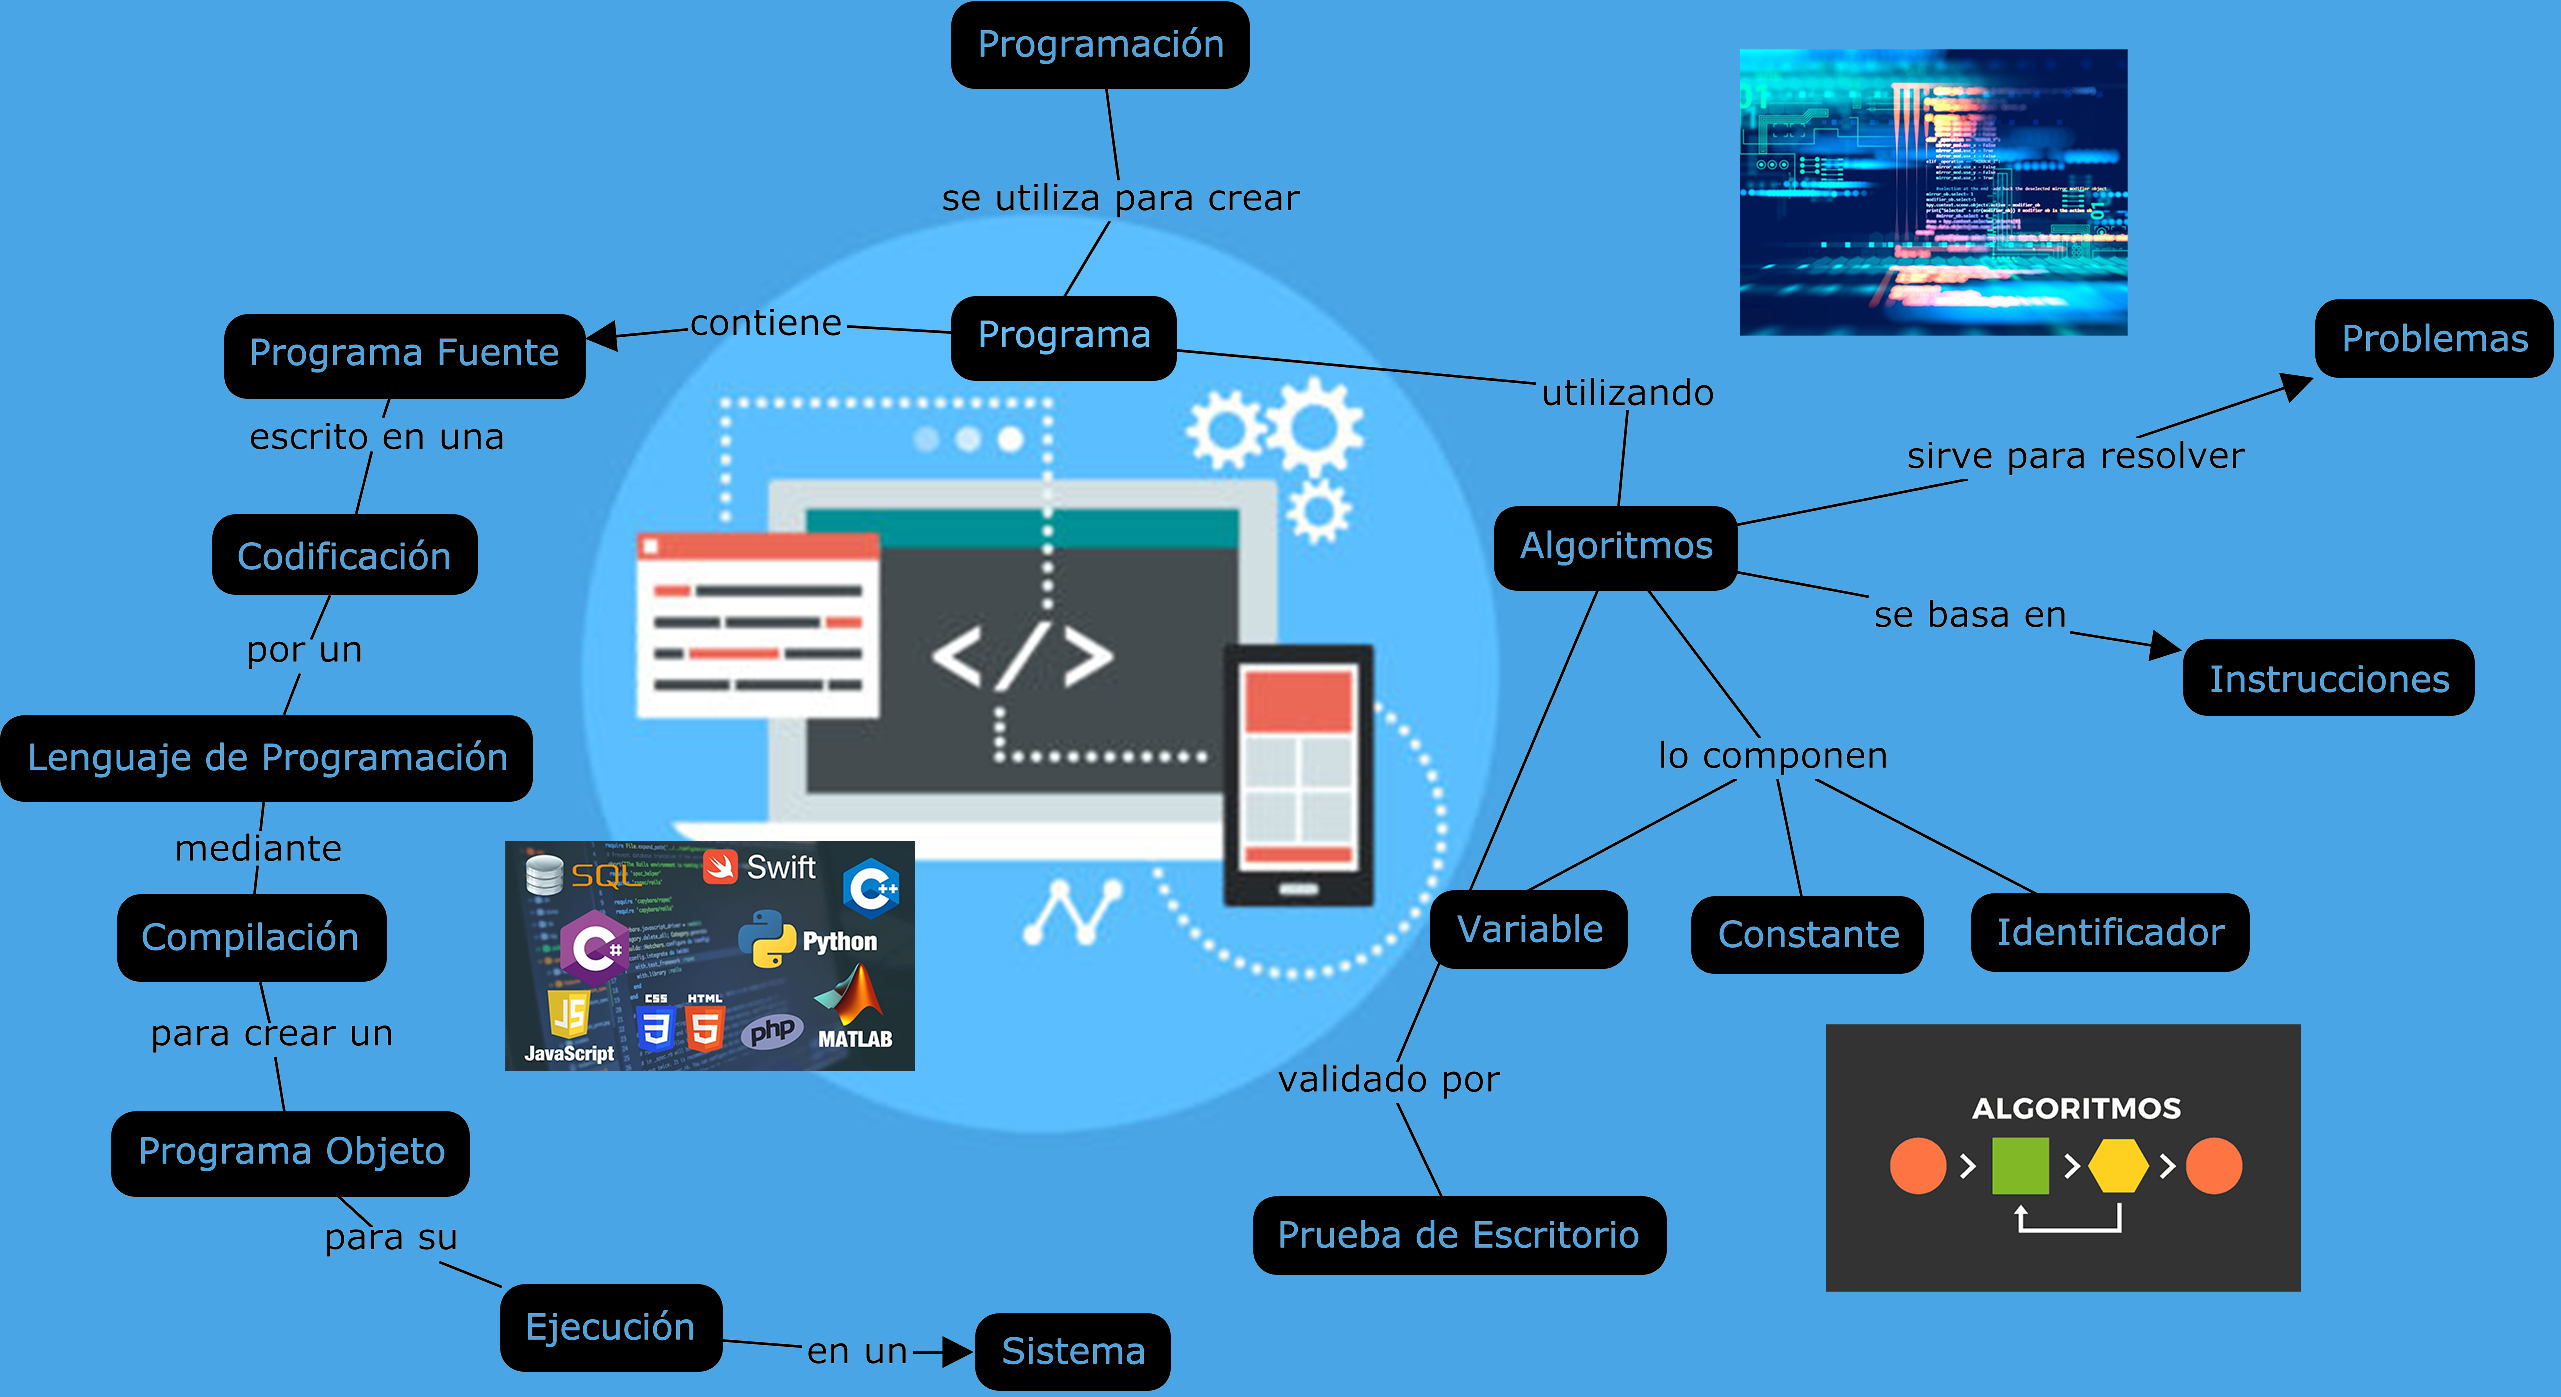 Programación
se utiliza para crear
Programa
contiene
Programa Fuente
escrito en una
Codificación
por un
Lenguaje de Programación
mediante
Compilación
para crear un
Programa Objeto
para su
Ejecución
en un
Sistema
utilizando
Algoritmos
sirve para resolver
Problemas
se basa en
Instrucciones
lo componen
Variable
Constante
Identificador
validado por
Prueba de Escritorio
</>
SQL
Swift
C++
C#
Python
JS
JavaScript
CSS
3
HTML
5
php
MATLAB
ALGORITMOS